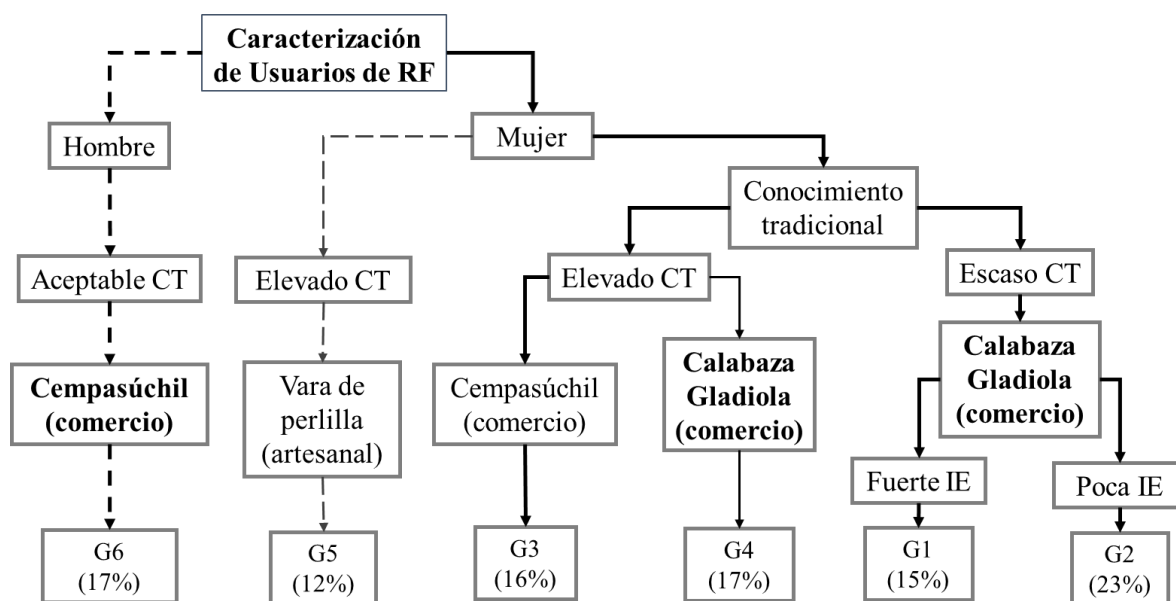 Caracterización
de Usuarios de RF
Hombre
Mujer
Conocimiento
tradicional
Aceptable CT
Elevado CT
Elevado CT
Escaso CT
Cempasúchil
(comercio)
Vara de
perlilla
(artesanal)
Cempasúchil
(comercio)
Calabaza
Gladiola
(comercio)
Calabaza
Gladiola
(comercio)
Fuerte IE
Poca IE
G6
(17%)
G5
(12%)
G3
(16%)
G4
(17%)
G1
(15%)
G2
(23%)